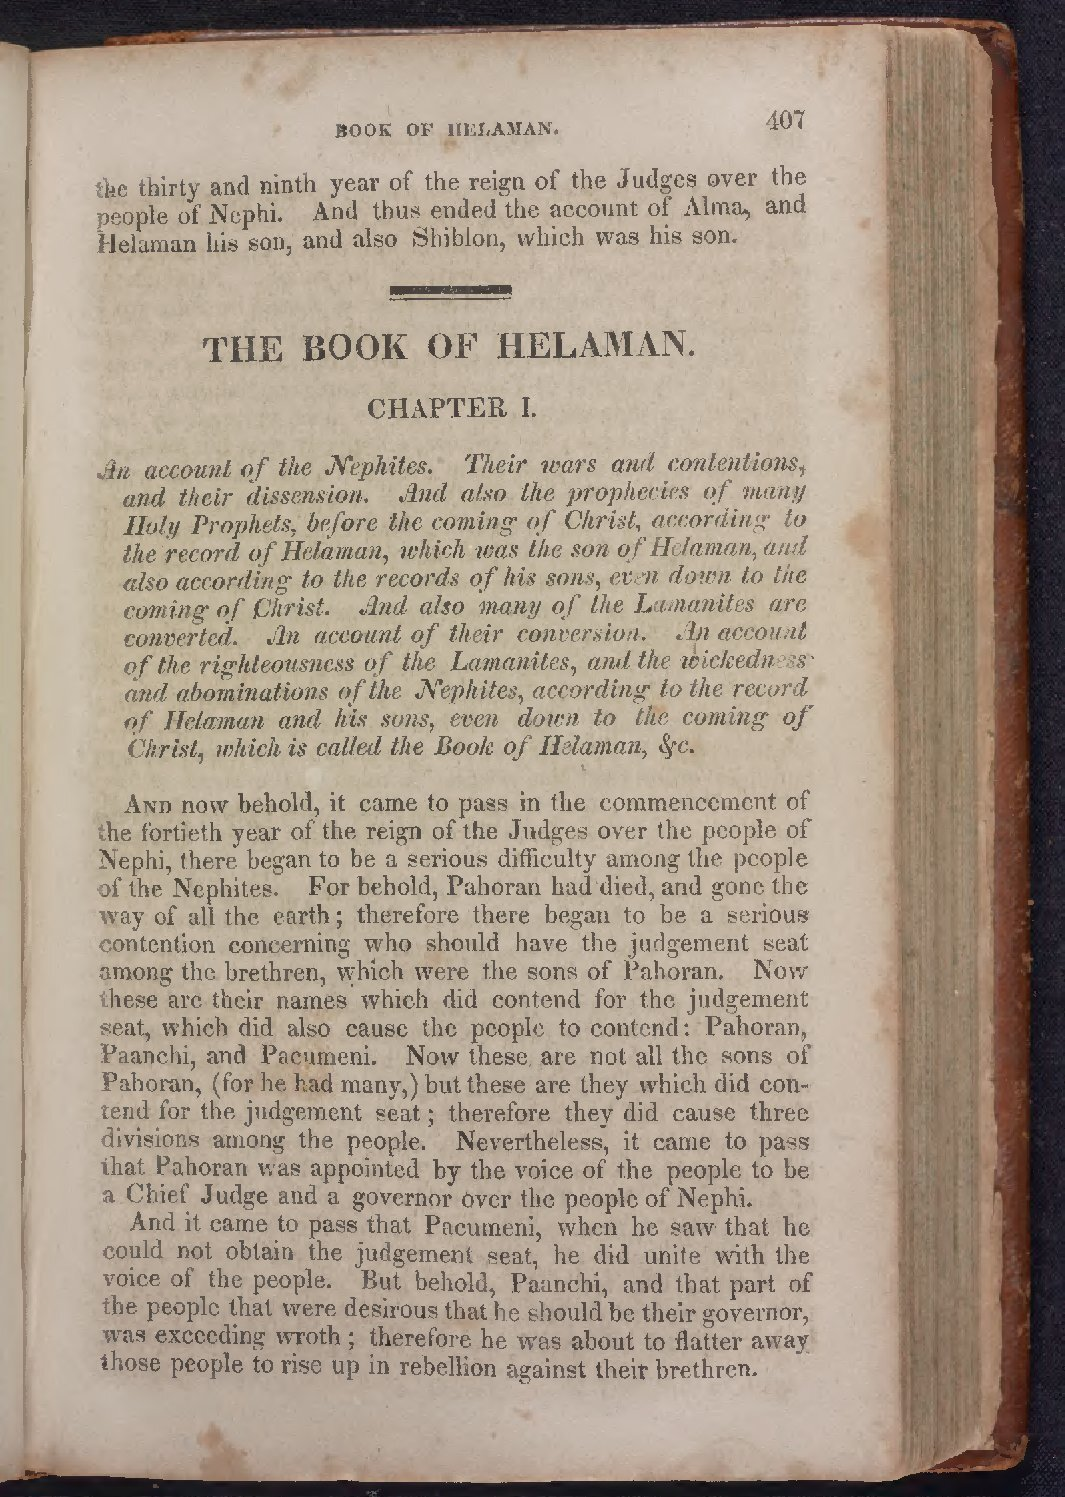 BOOK OF HELAMAN. 407
the thirty and ninth year of the reign of the Judges over the
people of Nephi. And thus ended the account of Alma, and
Helaman his son, and also Shiblon, which was his son.
THE BOOK OF HELAMAN.
CHAPTER I.
An account of the Nephites. Their wars and contentions,
and their dissension. And also the prophecies of many
Holy Prophets, before the coming of Christ, according to
the record of Helaman, which was the son of Helaman, and
also according to the records of his sons, even down to the
coming of Christ. And also many of the Lamanites are
converted. An account of their conversion. An account
of the righteousness of the Lamanites, and the wickedness
and abominations of the Nephites, according to the record
of Helaman and his sons, even down to the coming of
Christ, which is called the Book of Helaman, &c.
AND now behold, it came to pass in the commencement of
the fortieth year of the reign of the Judges over the people of
Nephi, there began to be a serious difficulty among the people
of the Nephites. For behold, Pahoran had died, and gone the
way of all the earth; therefore there began to be a serious
contention concerning who should have the judgement seat
among the brethren, which were the sons of Pahoran. Now
these are their names which did contend for the judgement
seat, which did also cause the people to contend: Pahoran,
Paanchi, and Pacumeni. Now these are not all the sons of
Pahoran, (for he had many,) but these are they which did con-
tend for the judgement seat; therefore they did cause three
divisions among the people. Nevertheless, it came to pass
that Pahoran was appointed by the voice of the people to be
a Chief Judge and a governor over the people of Nephi.
And it came to pass that Pacumeni, when he saw that he
could not obtain the judgement seat, he did unite with the
voice of the people. But behold, Paanchi, and that part of
the people that were desirous that he should be their governor,
was exceeding wroth; therefore he was about to flatter away
those people to rise up in rebellion against their brethren.